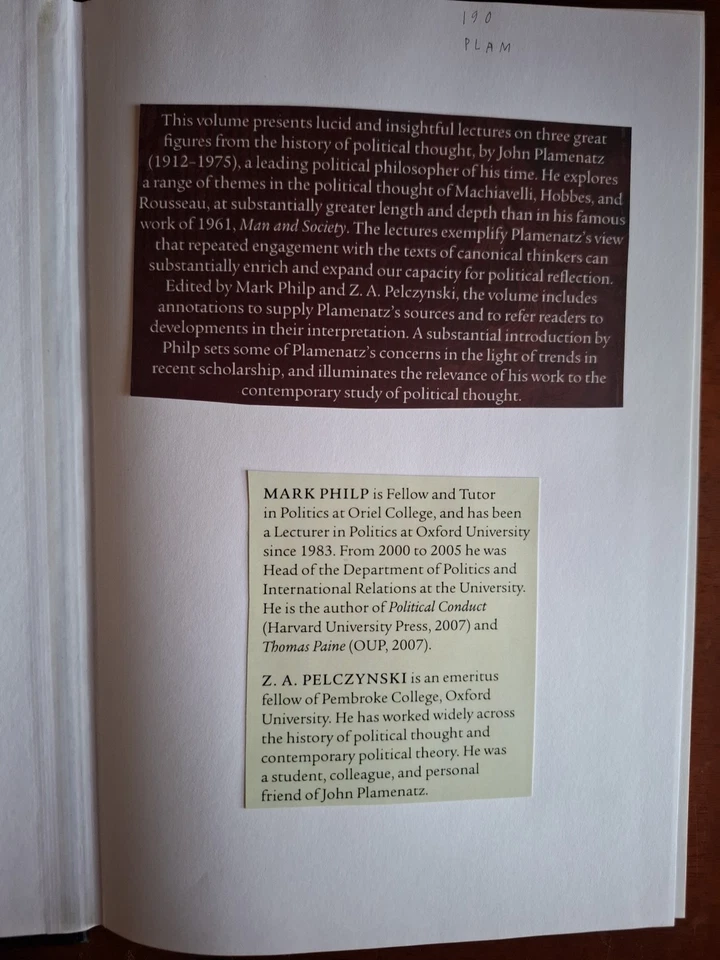 190
PLAM
This volume presents lucid and insightful lectures on three great
figures from the history of political thought, by John Plamenatz
(1912–1975), a leading political philosopher of his time. He explores
a range of themes in the political thought of Machiavelli, Hobbes, and
Rousseau, at substantially greater length and depth than in his famous
work of 1961, Man and Society. The lectures exemplify Plamenatz's view
that repeated engagement with the texts of canonical thinkers can
substantially enrich and expand our capacity for political reflection.
Edited by Mark Philp and Z. A. Pelczynski, the volume includes
annotations to supply Plamenatz's sources and to refer readers to
developments in their interpretation. A substantial introduction by
Philp sets some of Plamenatz's concerns in the light of trends in
recent scholarship, and illuminates the relevance of his work to the
contemporary study of political thought.
MARK PHILP is Fellow and Tutor
in Politics at Oriel College, and has been
a Lecturer in Politics at Oxford University
since 1983. From 2000 to 2005 he was
Head of the Department of Politics and
International Relations at the University.
He is the author of Political Conduct
(Harvard University Press, 2007) and
Thomas Paine (OUP, 2007).
Z. A. PELCZYNSKI is an emeritus
fellow of Pembroke College, Oxford
University. He has worked widely across
the history of political thought and
contemporary political theory. He was
a student, colleague, and personal
friend of John Plamenatz.